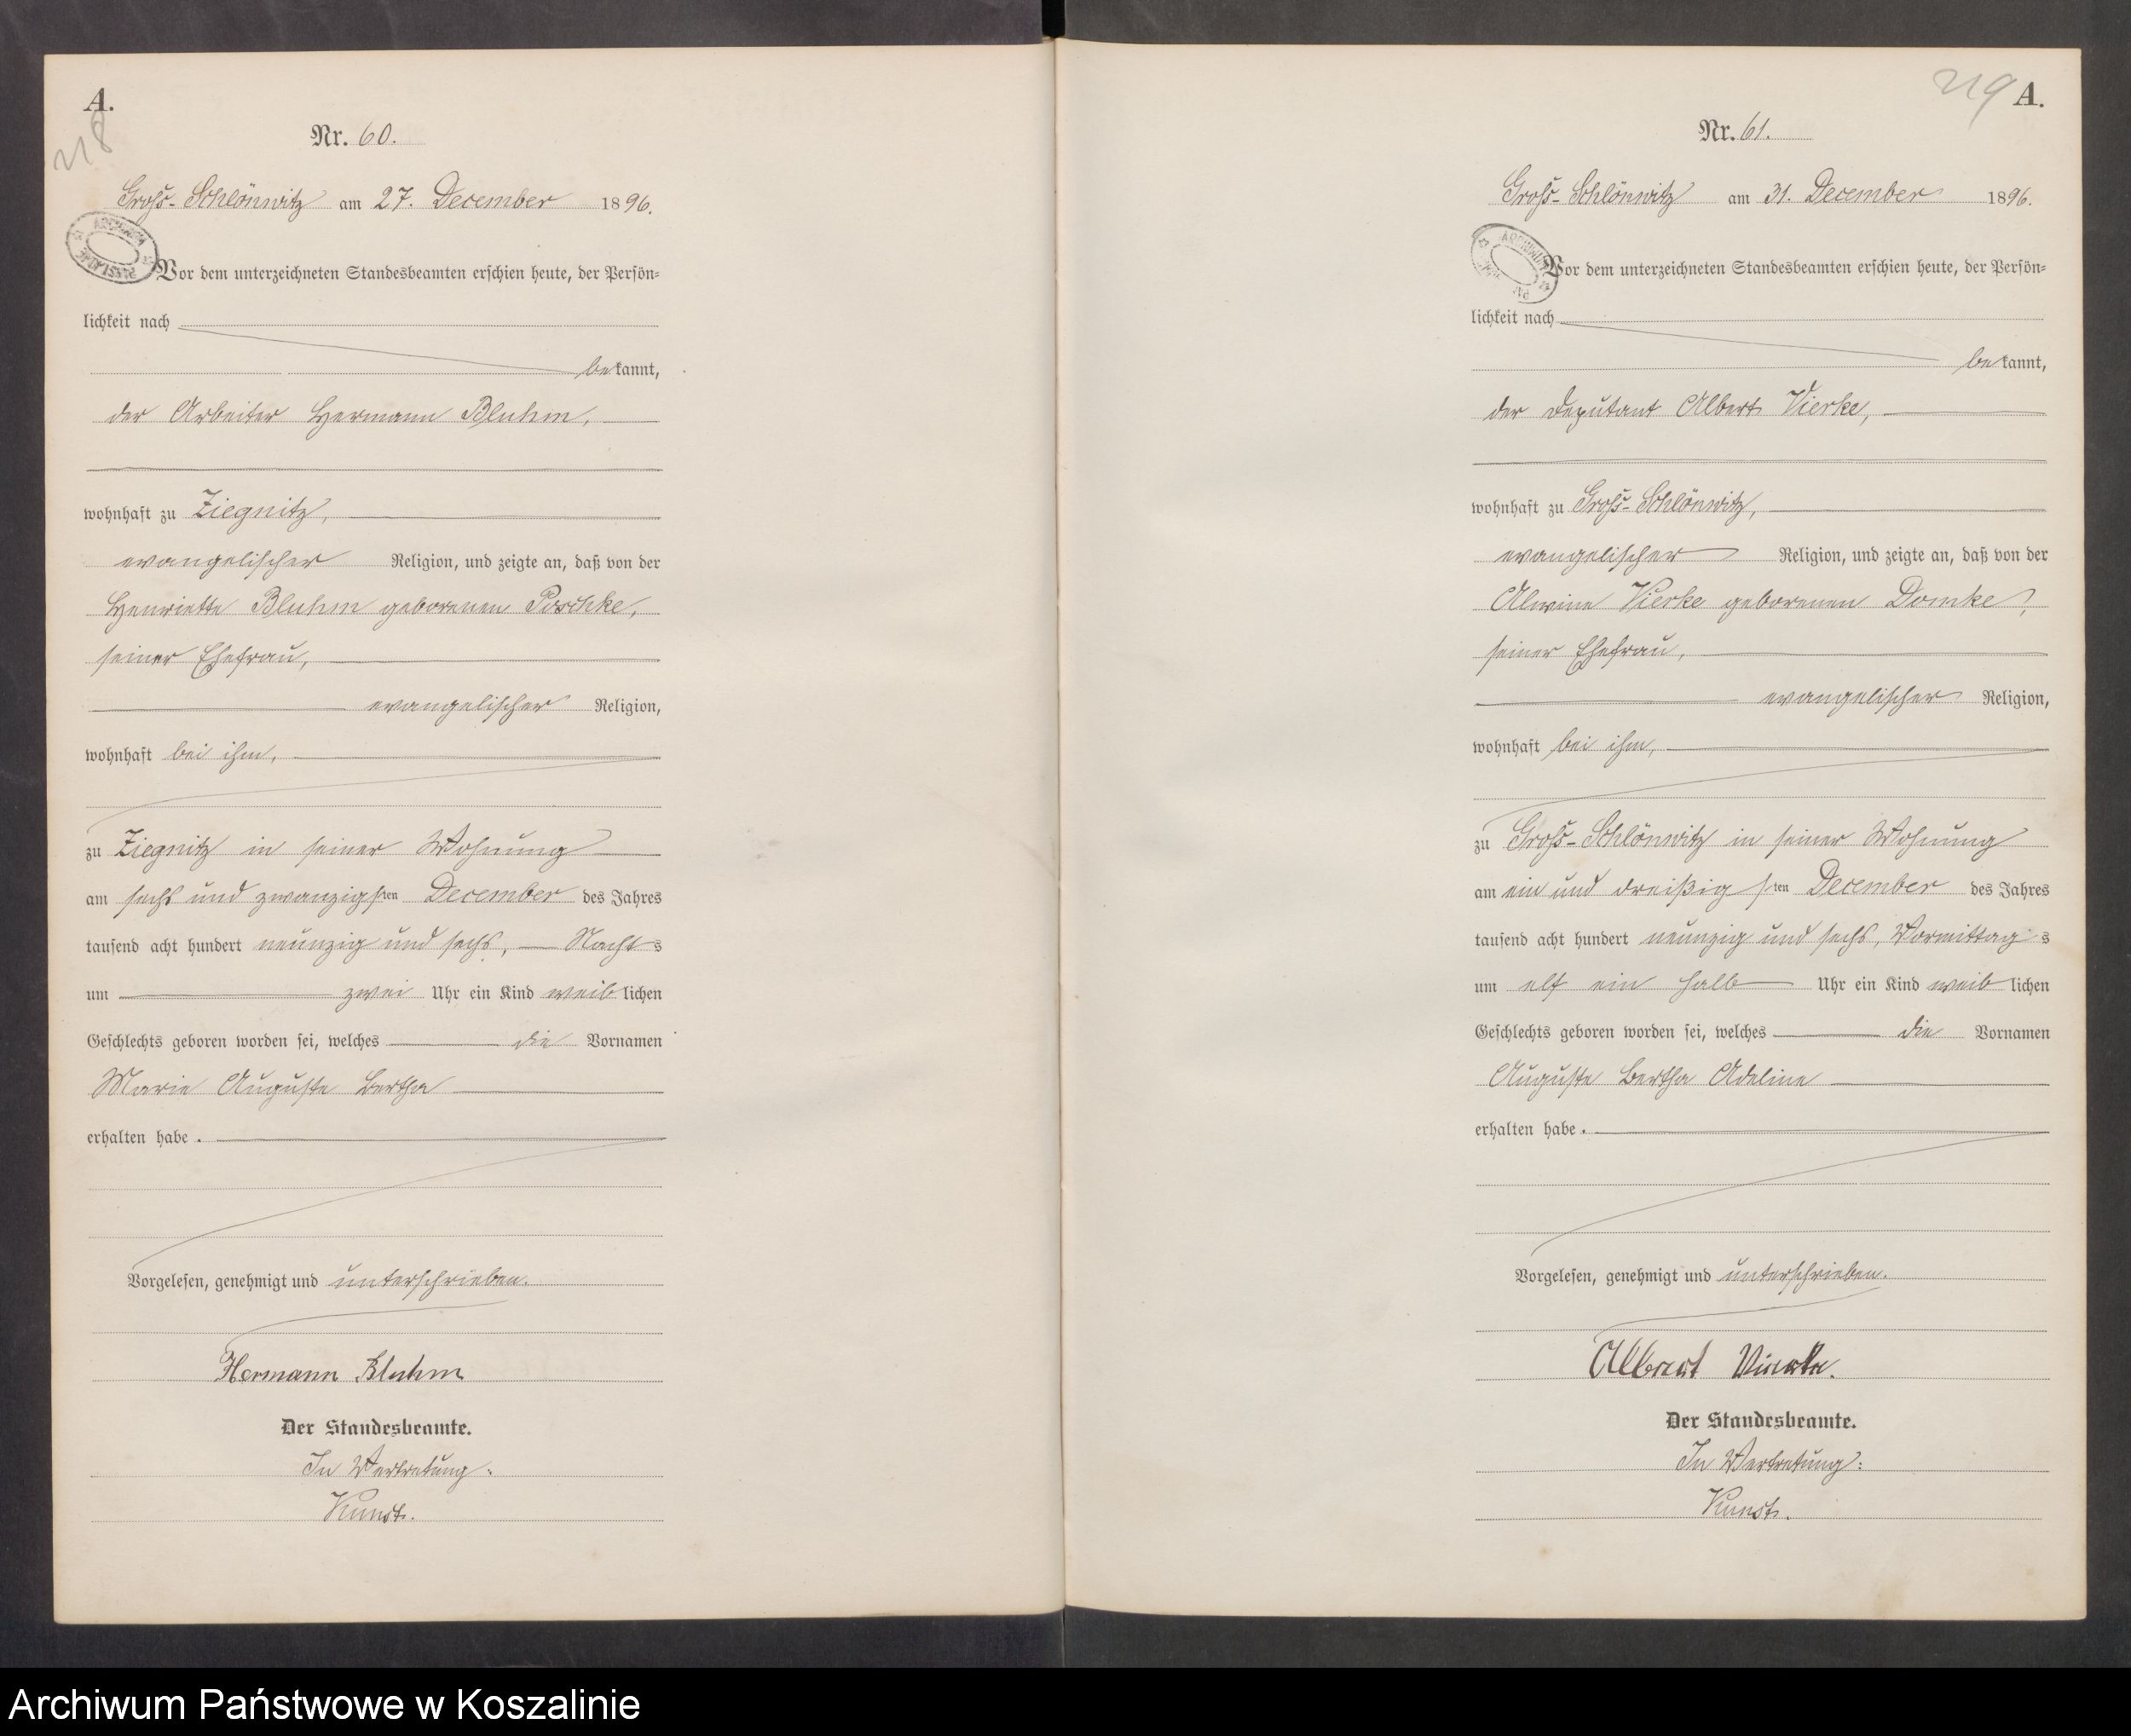 A.
218
Nr. 60.
Groß-Schlönwitz am 27. December 1896.
Vor dem unterzeichneten Standesbeamten erschien heute, der Persön-
lichkeit nach
bekannt,
der Arbeiter Hermann Bluhm,
wohnhaft zu Ziegnitz,
evangelischer Religion, und zeigte an, daß von der
Henriette Bluhm geborenen Poschke,
seiner Ehefrau,
evangelischer Religion,
wohnhaft bei ihm,
zu Ziegnitz in seiner Wohnung
am sechs und zwanzigsten December des Jahres
tausend acht hundert neunzig und sechs, Nachts
um zwei Uhr ein Kind weiblichen
Geschlechts geboren worden sei, welches die Vornamen
Marie Auguste Bertha
erhalten habe.
Vorgelesen, genehmigt und unterschrieben.
Hermann Bluhm
Der Standesbeamte.
In Vertretung:
Kunst.
219 A.
Nr. 61.
Groß-Schlönwitz am 31. December 1896.
Vor dem unterzeichneten Standesbeamten erschien heute, der Persön-
lichkeit nach
bekannt,
der Deputant Albert Vierke,
wohnhaft zu Groß-Schlönwitz,
evangelischer Religion, und zeigte an, daß von der
Alwine Vierke geborenen Domke,
seiner Ehefrau,
evangelischer Religion,
wohnhaft bei ihm,
zu Groß-Schlönwitz in seiner Wohnung
am ein und dreißigsten December des Jahres
tausend acht hundert neunzig und sechs, Vormittags
um elf ein halb Uhr ein Kind weiblichen
Geschlechts geboren worden sei, welches die Vornamen
Auguste Bertha Adeline
erhalten habe.
Vorgelesen, genehmigt und unterschrieben.
Albert Vierke.
Der Standesbeamte.
In Vertretung:
Kunst.
Archiwum Państwowe w Koszalinie